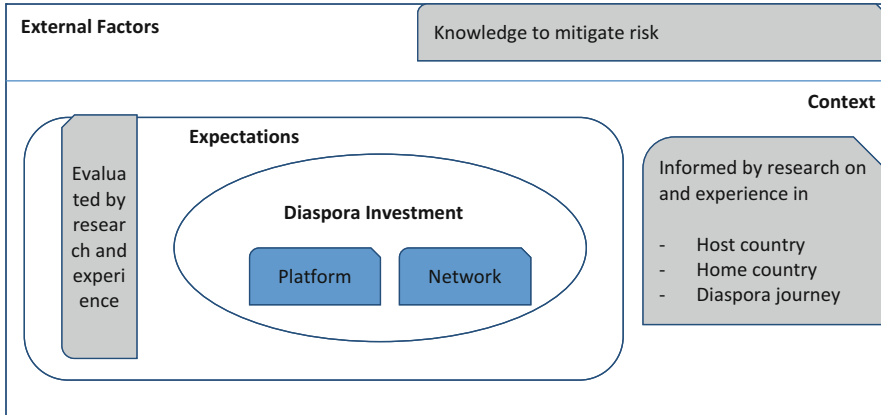 External Factors
Knowledge to mitigate risk
Context
Expectations
Evalua
ted by
resear
ch and
experi
ence
Diaspora Investment
Platform
Network
Informed by research on
and experience in
- Host country
- Home country
- Diaspora journey